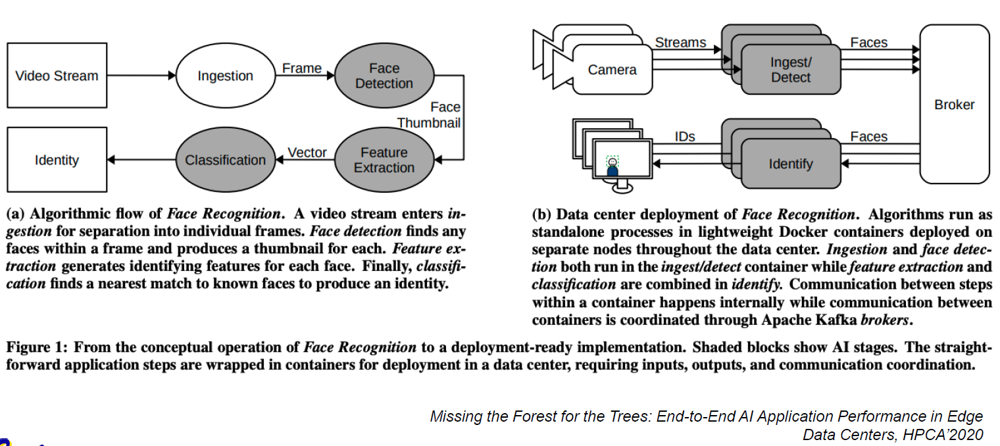 Video Stream
Ingestion
Frame
Face
Detection
Face
Thumbnail
Feature
Extraction
Vector
Classification
Identity
(a) Algorithmic flow of Face Recognition. A video stream enters in-
gestion for separation into individual frames. Face detection finds any
faces within a frame and produces a thumbnail for each. Feature ex-
traction generates identifying features for each face. Finally, classifi-
cation finds a nearest match to known faces to produce an identity.
Camera
Streams
Ingest/
Detect
Faces
Broker
Faces
Identify
IDs
(b) Data center deployment of Face Recognition. Algorithms run as
standalone processes in lightweight Docker containers deployed on
separate nodes throughout the data center. Ingestion and face detec-
tion both run in the ingest/detect container while feature extraction and
classification are combined in identify. Communication between steps
within a container happens internally while communication between
containers is coordinated through Apache Kafka brokers.
Figure 1: From the conceptual operation of Face Recognition to a deployment-ready implementation. Shaded blocks show AI stages. The straight-
forward application steps are wrapped in containers for deployment in a data center, requiring inputs, outputs, and communication coordination.
Missing the Forest for the Trees: End-to-End AI Application Performance in Edge
Data Centers, HPCA'2020